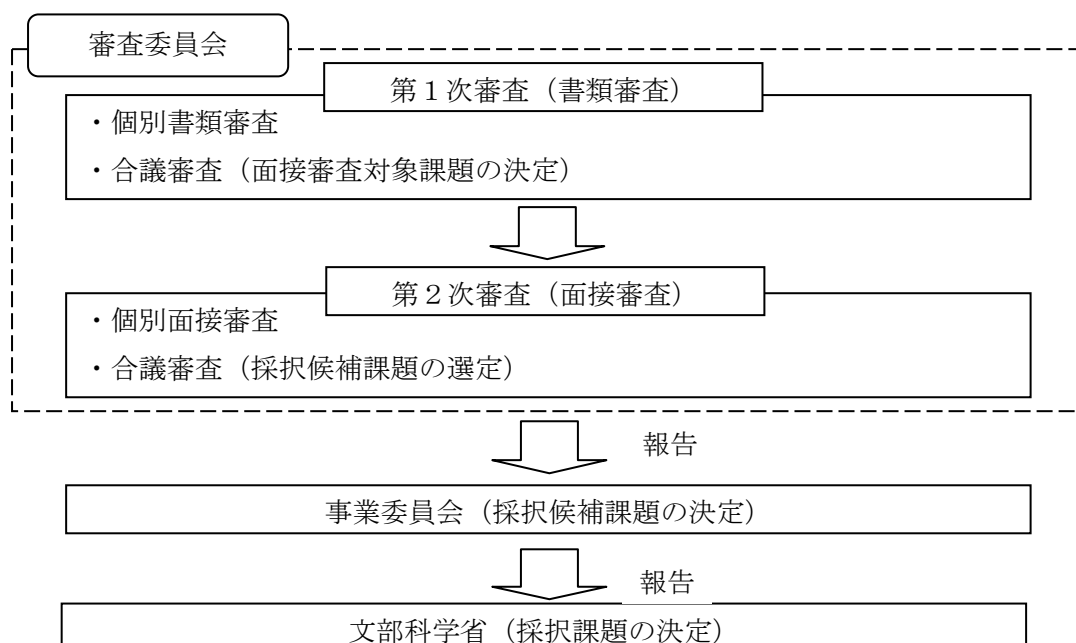 審査委員会
第１次審査（書類審査）
・個別書類審査
・合議審査（面接審査対象課題の決定）
第２次審査（面接審査）
・個別面接審査
・合議審査（採択候補課題の選定）
報告
事業委員会（採択候補課題の決定）
報告
文部科学省（採択課題の決定）